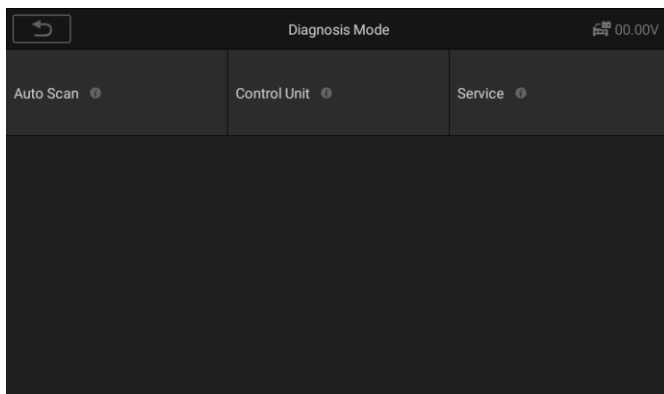 Diagnosis Mode
00.00V
Auto Scan
Control Unit
Service